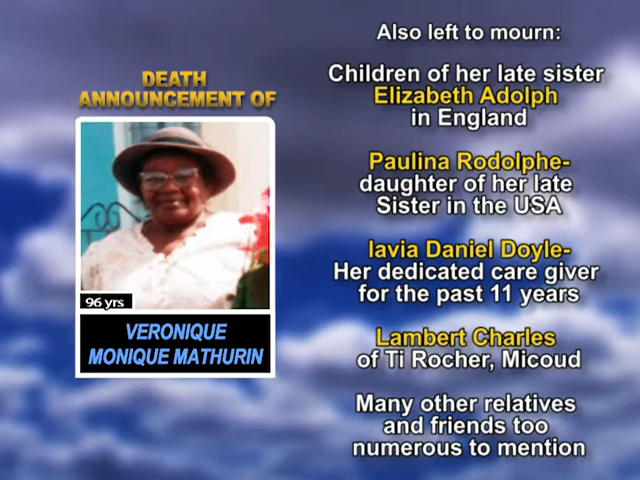 DEATH
ANNOUNCEMENT OF
96 yrs
VERONIQUE
MONIQUE MATHURIN
Also left to mourn:
Children of her late sister
Elizabeth Adolph
in England
Paulina Rodolphe-
daughter of her late
Sister in the USA
Iavia Daniel Doyle-
Her dedicated care giver
for the past 11 years
Lambert Charles
of Ti Rocher, Micoud
Many other relatives
and friends too
numerous to mention